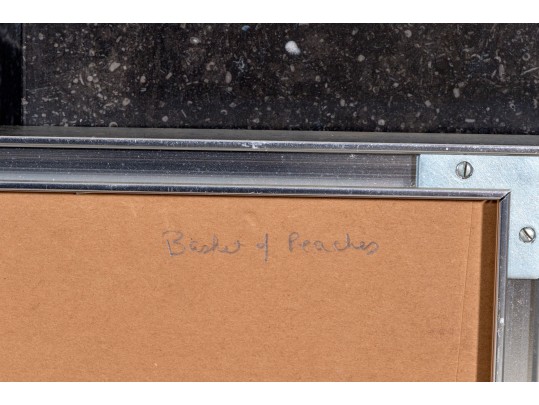 Basket of Peaches